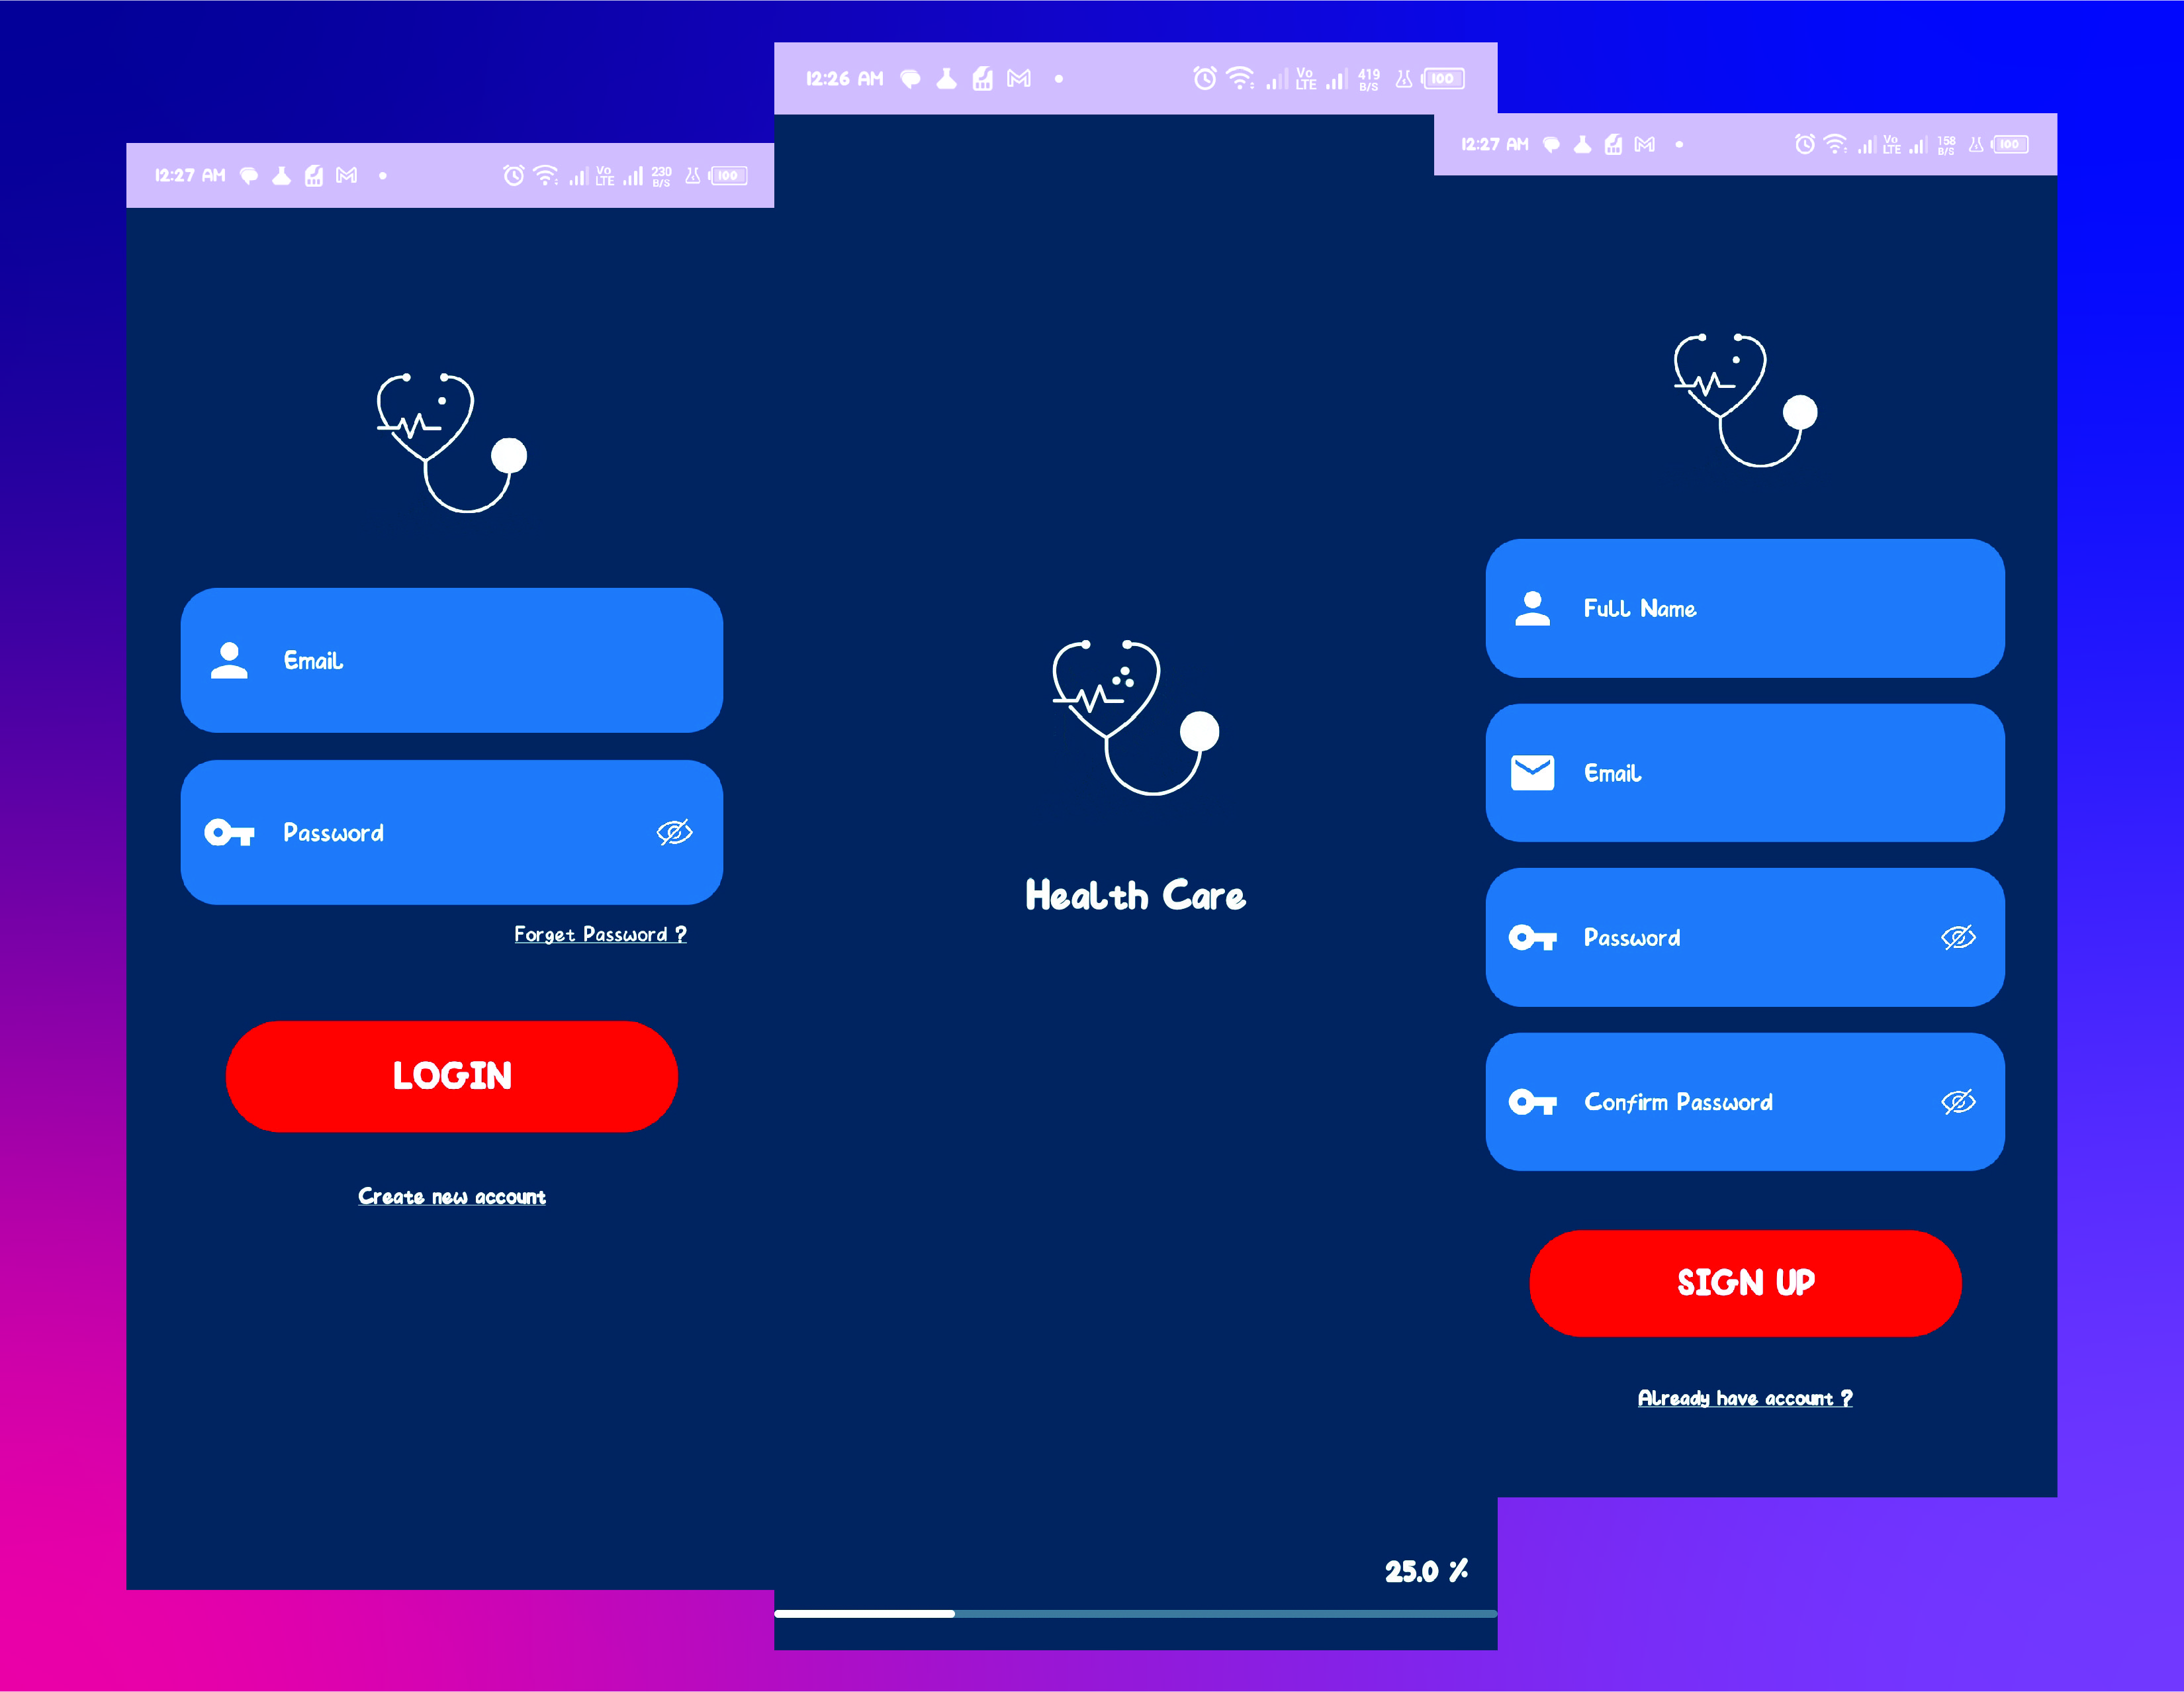 12:27 AM
Vo LTE
230 B/S
100
Email
Password
Forget Password ?
LOGIN
Create new account
12:26 AM
Vo LTE
419 B/S
100
Health Care
25.0 %
12:27 AM
Vo LTE
158 B/S
100
Full Name
Email
Password
Confirm Password
SIGN UP
Already have account ?